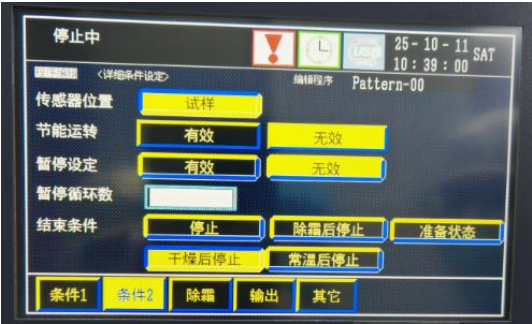 停止中
USB
25-10-11 SAT
10:39:00
<详细条件设定> 编辑程序 Pattern-00
传感器位置 试样
节能运转 有效 无效
暂停设定 有效 无效
暂停循环数
结束条件 停止 除霜后停止 准备状态
干燥后停止 常温后停止
条件1 条件2 除霜 输出 其它